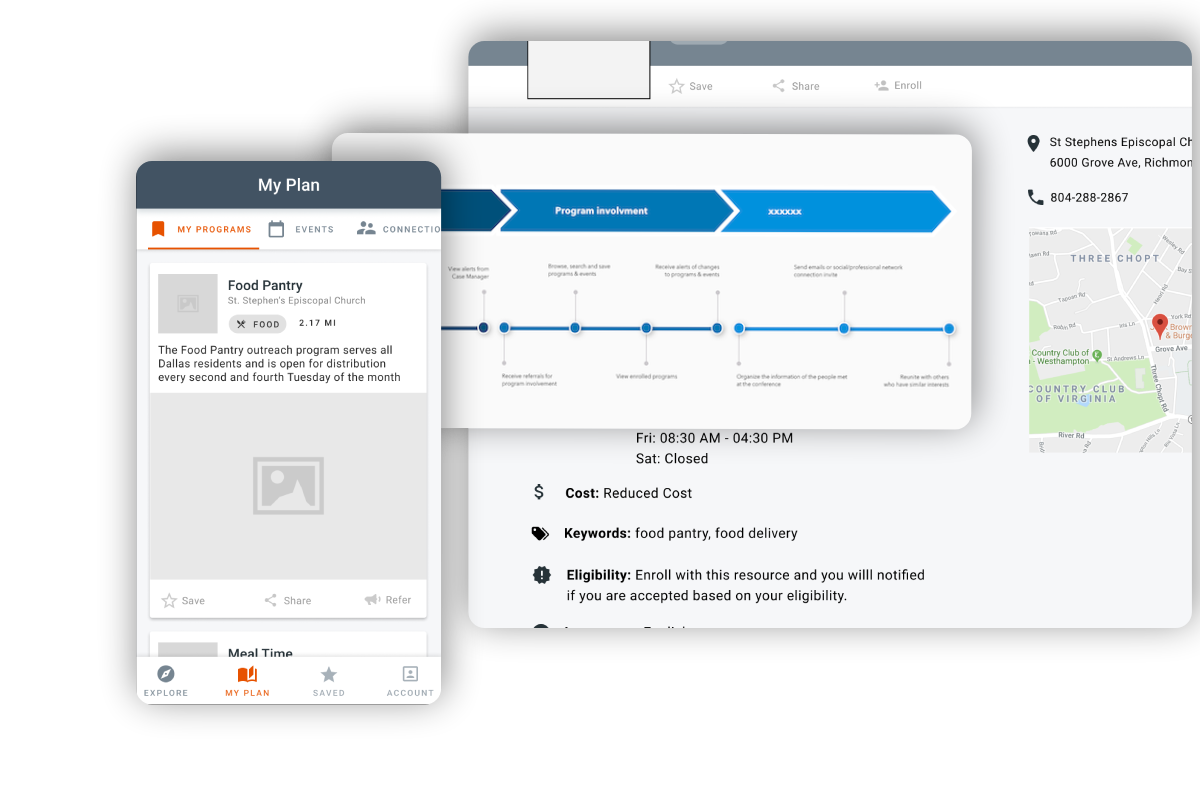 My Plan
MY PROGRAMS
EVENTS
CONNECTIO
Food Pantry
St. Stephen's Episcopal Church
FOOD
2.17 MI
The Food Pantry outreach program serves all
Dallas residents and is open for distribution
every second and fourth Tuesday of the month
Save
Share
Refer
Meal Time
EXPLORE
MY PLAN
SAVED
ACCOUNT
Program involvment
xxxxxx
View alerts from
Case Manager
Browse, search and save
programs & events
Receive alerts of changes
to programs & events
Send emails or social/professional network
connection invite
Receive referrals for
program involvement
View enrolled programs
Organize the information of the people met
at the conference
Reunite with others
who have similar interests
Save
Share
Enroll
St Stephens Episcopal Ch
6000 Grove Ave, Richmon
804-288-2867
THREE CHOPT
Tapoan Rd
York Rd
Brown
& Burge
Grove Ave
Country Club of
- Westhampton
St Andrews Ln
COUNTRY CLUB
OF VIRGINIA
Three Chopt Rd
River Rd
Fri: 08:30 AM - 04:30 PM
Sat: Closed
Cost: Reduced Cost
Keywords: food pantry, food delivery
Eligibility: Enroll with this resource and you willl notified
if you are accepted based on your eligibility.